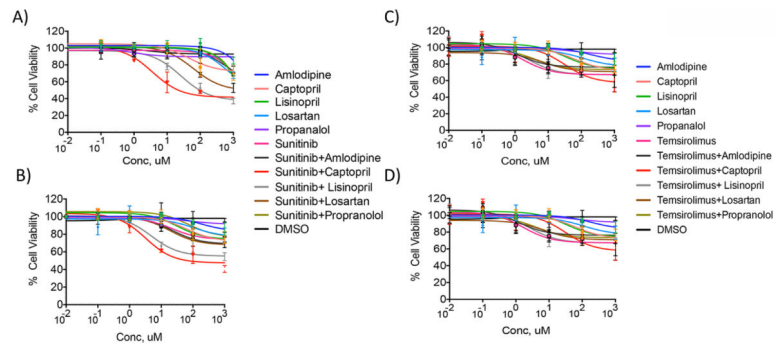 A)
% Cell Viability
120
100
80
60
40
20
0
10-2
10-1
100
101
102
103
Conc, uM
B)
% Cell Viability
120
100
80
60
40
20
0
10-2
10-1
100
101
102
103
Conc, uM
Amlodipine
Captopril
Lisinopril
Losartan
Propanalol
Sunitinib
Sunitinib+Amlodipine
Sunitinib+Captopril
Sunitinib+ Lisinopril
Sunitinib+Losartan
Sunitinib+Propranolol
DMSO
C)
% Cell Viability
120
100
80
60
40
20
0
10-2
10-1
100
101
102
103
Conc, uM
D)
% Cell Viability
120
100
80
60
40
20
0
10-2
10-1
100
101
102
103
Conc, uM
Amlodipine
Captopril
Lisinopril
Losartan
Propanalol
Temsirolimus
Temsirolimus+Amlodipine
Temsirolimus+Captopril
Temsirolimus+ Lisinopril
Temsirolimus+Losartan
Temsirolimus+Propranolol
DMSO